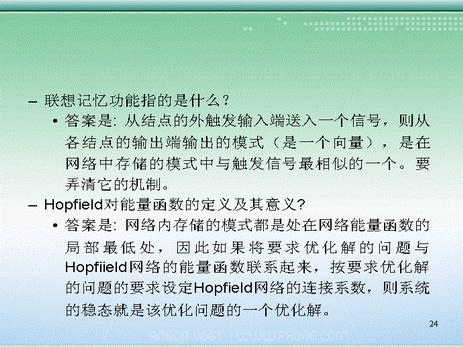 – 联想记忆功能指的是什么?
• 答案是: 从结点的外触发输入端送入一个信号，则从
各结点的输出端输出的模式（是一个向量），是在
网络中存储的模式中与触发信号最相似的一个。要
弄清它的机制。
– Hopfield对能量函数的定义及其意义?
• 答案是: 网络内存储的模式都是处在网络能量函数的
局部最低处，因此如果将要求优化解的问题与
Hopfiield网络的能量函数联系起来，按要求优化解
的问题的要求设定Hopfield网络的连接系数，则系统
的稳态就是该优化问题的一个优化解。
24